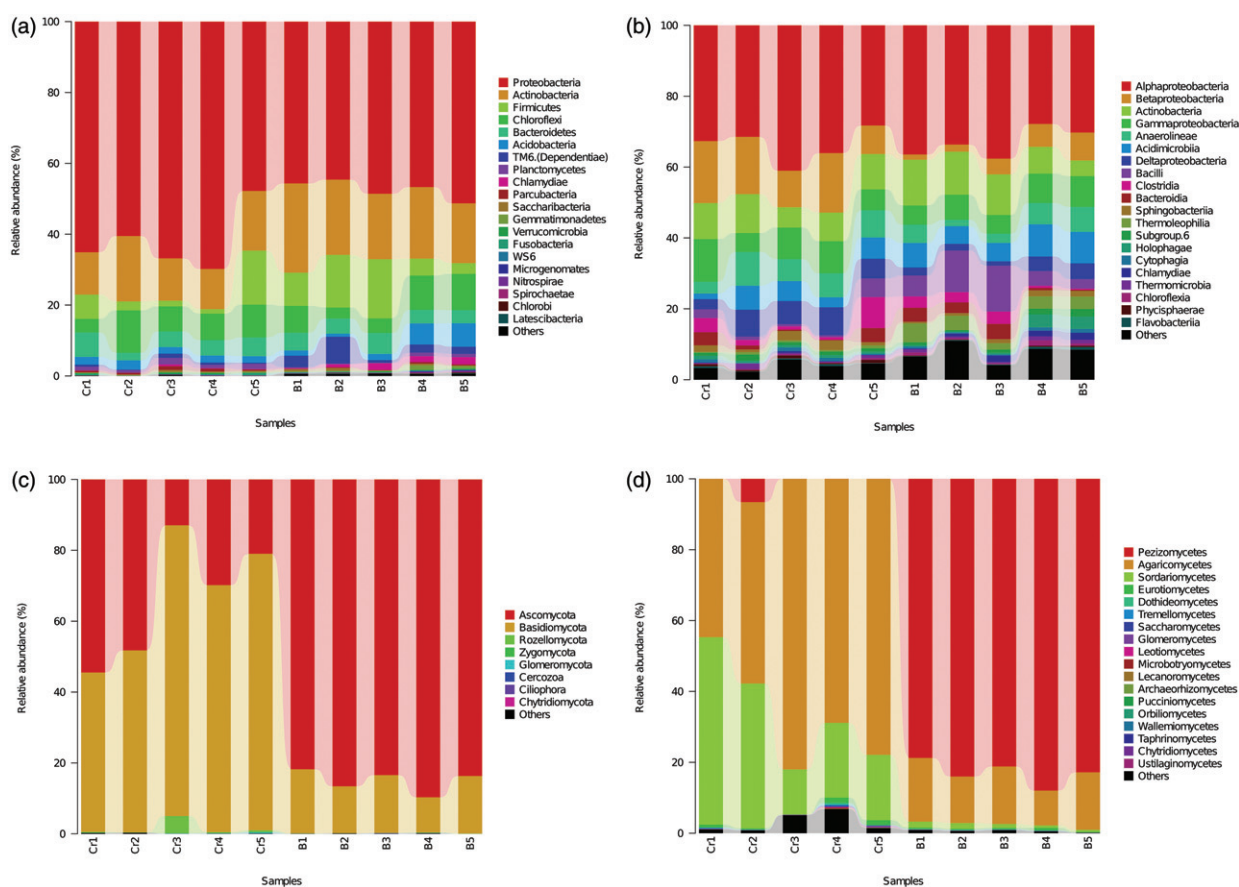 (a)
100
80
60
40
20
0
Relative abundance (%)
Cr1
Cr2
Cr3
Cr4
Cr5
B1
B2
B3
B4
B5
Samples
Proteobacteria
Actinobacteria
Firmicutes
Chloroflexi
Bacteroidetes
Acidobacteria
TM6.(Dependentiae)
Planctomycetes
Chlamydiae
Parcubacteria
Saccharibacteria
Gemmatimonadetes
Verrucomicrobia
Fusobacteria
WS6
Microgenomates
Nitrospirae
Spirochaetae
Chlorobi
Latescibacteria
Others
(b)
100
80
60
40
20
0
Relative abundance (%)
Cr1
Cr2
Cr3
Cr4
Cr5
B1
B2
B3
B4
B5
Samples
Alphaproteobacteria
Betaproteobacteria
Actinobacteria
Gammaproteobacteria
Anaerolineae
Acidimicrobiia
Deltaproteobacteria
Bacilli
Clostridia
Bacteroidia
Sphingobacteriia
Thermoleophilia
Subgroup.6
Holophagae
Cytophagia
Chlamydiae
Thermomicrobia
Chloroflexia
Phycisphaerae
Flavobacteriia
Others
(c)
100
80
60
40
20
0
Relative abundance (%)
Cr1
Cr2
Cr3
Cr4
Cr5
B1
B2
B3
B4
B5
Samples
Ascomycota
Basidiomycota
Rozellomycota
Zygomycota
Glomeromycota
Cercozoa
Ciliophora
Chytridiomycota
Others
(d)
100
80
60
40
20
0
Relative abundance (%)
Cr1
Cr2
Cr3
Cr4
Cr5
B1
B2
B3
B4
B5
Samples
Pezizomycetes
Agaricomycetes
Sordariomycetes
Eurotiomycetes
Dothideomycetes
Tremellomycetes
Saccharomycetes
Glomeromycetes
Leotiomycetes
Microbotryomycetes
Lecanoromycetes
Archaeorhizomycetes
Pucciniomycetes
Orbiliomycetes
Wallemiomycetes
Taphrinomycetes
Chytridiomycetes
Ustilaginomycetes
Others